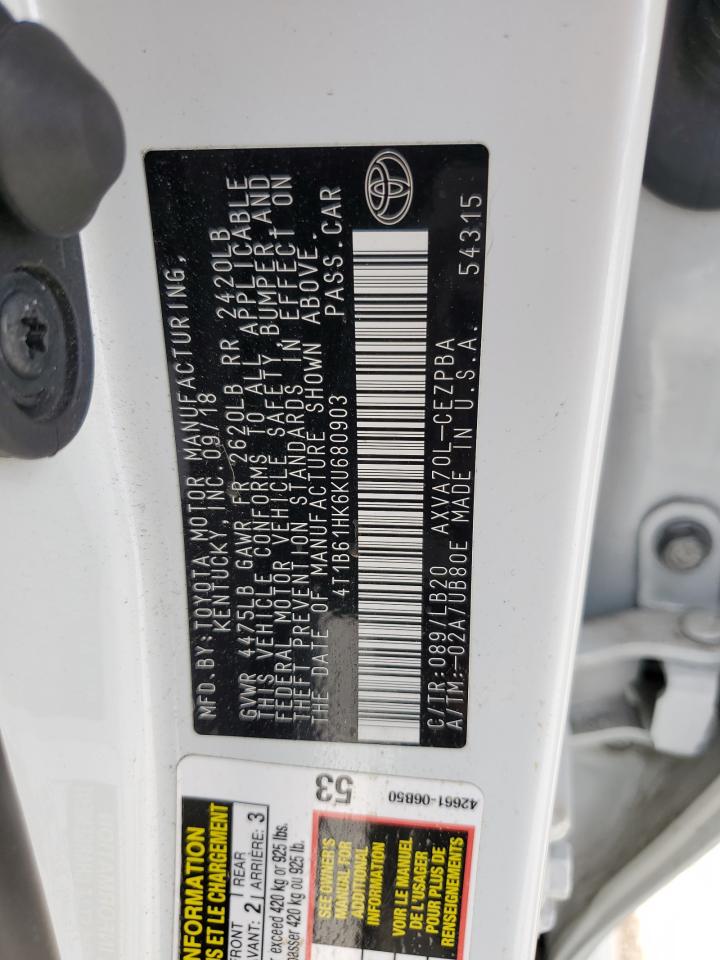 MFD.BY:TOYOTA MOTOR MANUFACTURING,
KENTUCKY, INC. 09/18
GVWR 4475LB GAWR FR 2620LB RR 2420LB
THIS VEHICLE CONFORMS TO ALL APPLICABLE
FEDERAL MOTOR VEHICLE SAFETY, BUMPER, AND
THEFT PREVENTION STANDARDS IN EFFECT ON
THE DATE OF MANUFACTURE SHOWN ABOVE.
4T1B61HK6KU680903 PASS.CAR
C/TR:089/LB20 AXVA70L-CEZPBA
A/TM:-02A/UB80E MADE IN U.S.A. 54315
INFORMATION
ET LE CHARGEMENT
FRONT 2 REAR 3
AVANT: ARRIÈRE:
exceed 420 kg or 925 lbs.
passer 420 kg ou 925 lb.
53
SEE OWNER'S
MANUAL FOR
ADDITIONAL
INFORMATION
VOIR LE MANUEL
DE L'USAGER
POUR PLUS DE
RENSEIGNEMENTS
42661-06B50